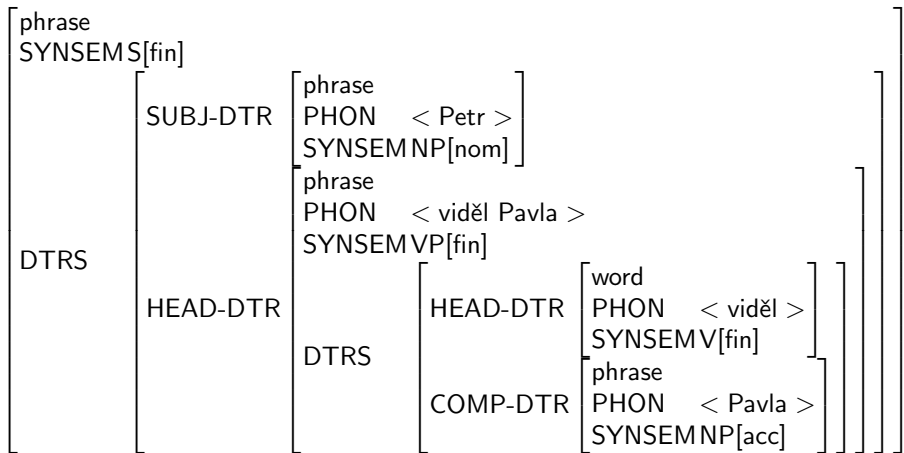 phrase
SYNSEM S[fin]
SUBJ-DTR
phrase
PHON < Petr >
SYNSEM NP[nom]
DTRS
HEAD-DTR
phrase
PHON < viděl Pavla >
SYNSEM VP[fin]
DTRS
HEAD-DTR
word
PHON < viděl >
SYNSEM V[fin]
COMP-DTR
phrase
PHON < Pavla >
SYNSEM NP[acc]